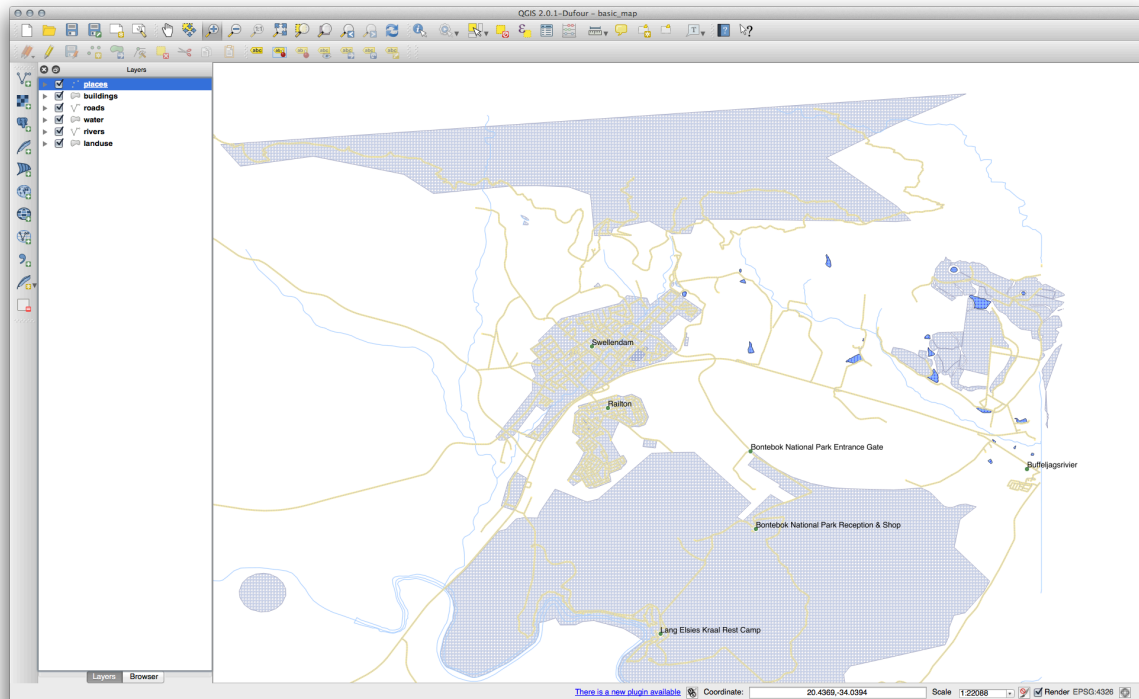 QGIS 2.0.1-Dufour – basic_map
Layers
places
buildings
roads
water
rivers
landuse
Swellendam
Railton
Bontebok National Park Entrance Gate
Buffeljagsrivier
Bontebok National Park Reception & Shop
Lang Elsies Kraal Rest Camp
Layers
Browser
There is a new plugin available
Coordinate:
20.4369,-34.0394
Scale
1:22088
Render
EPSG:4326